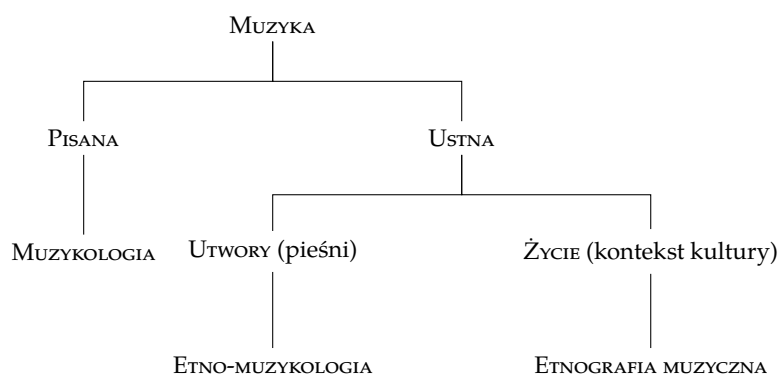 Muzyka
Pisana
Ustna
Muzykologia
Utwory (pieśni)
Życie (kontekst kultury)
Etno-muzykologia
Etnografia muzyczna